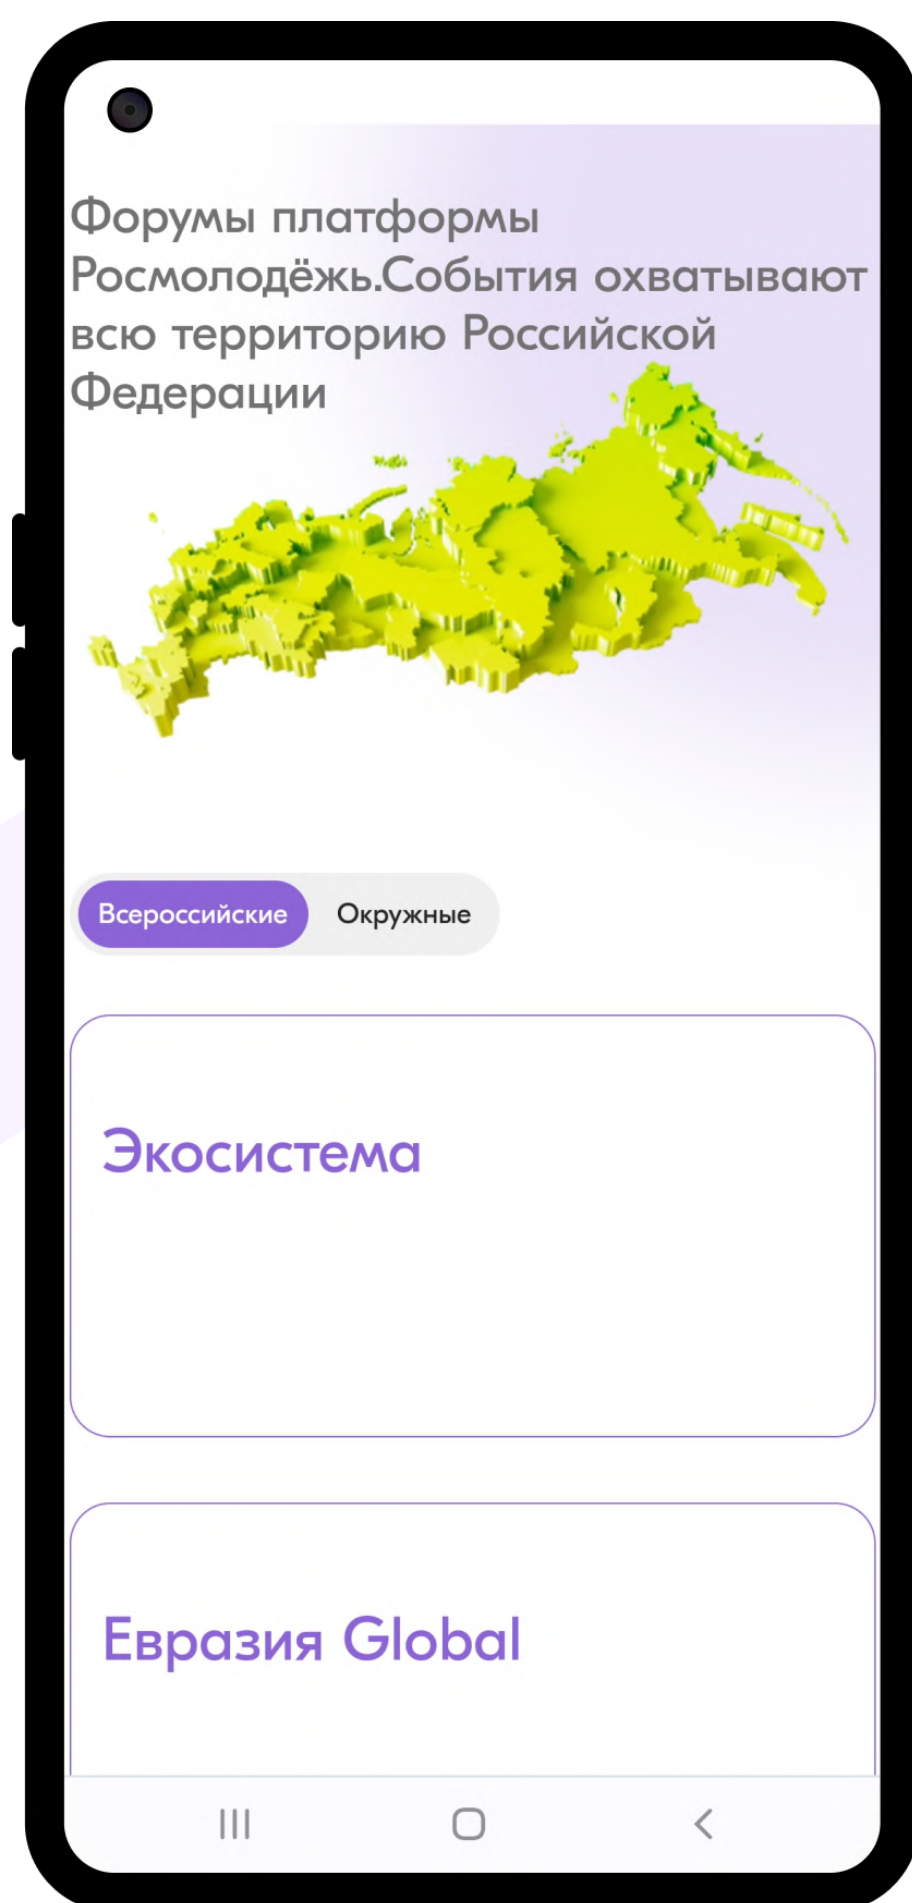 Форумы платформы
Росмолодёжь.События охватывают
всю территорию Российской
Федерации
Всероссийские Окружные
Экосистема
Евразия Global